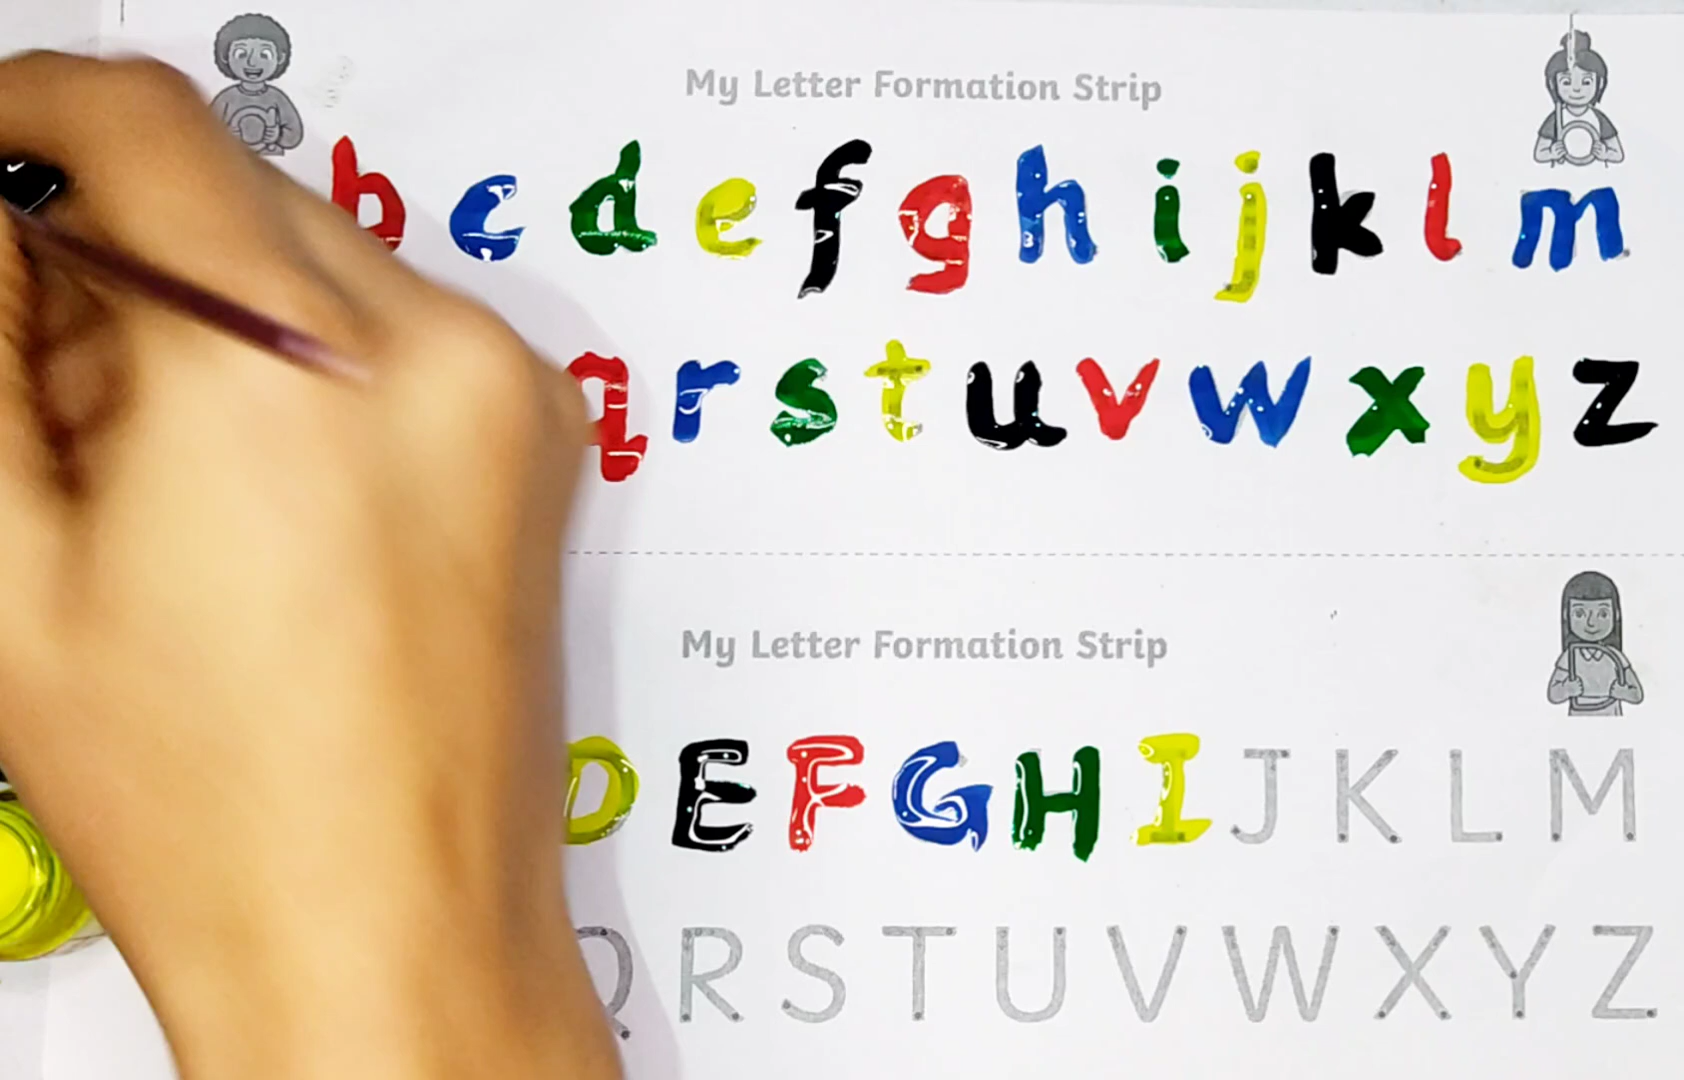 My Letter Formation Strip
b c d e f g h i j k l m
q r s t u v w x y z
My Letter Formation Strip
D E F G H I J K L M
Q R S T U V W X Y Z